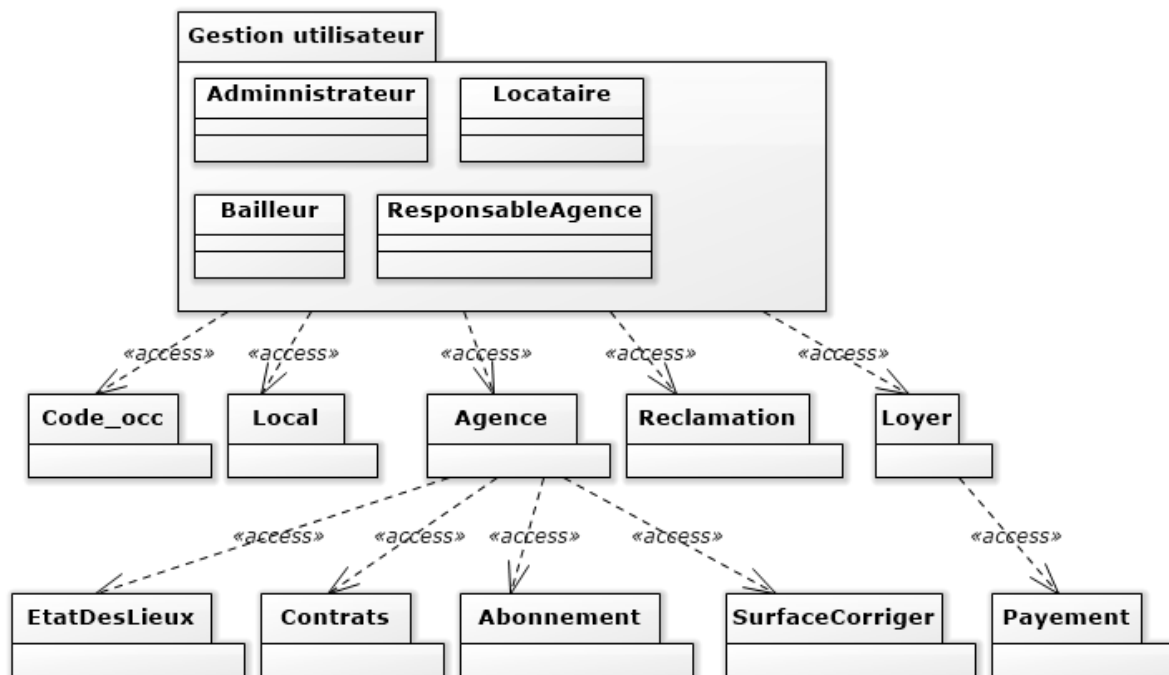 Gestion utilisateur
Adminnistrateur
Locataire
Bailleur
ResponsableAgence
«access»
«access»
«access»
«access»
«access»
Code_occ
Local
Agence
Reclamation
Loyer
«access»
«access»
«access»
«access»
«access»
EtatDesLieux
Contrats
Abonnement
SurfaceCorriger
Payement